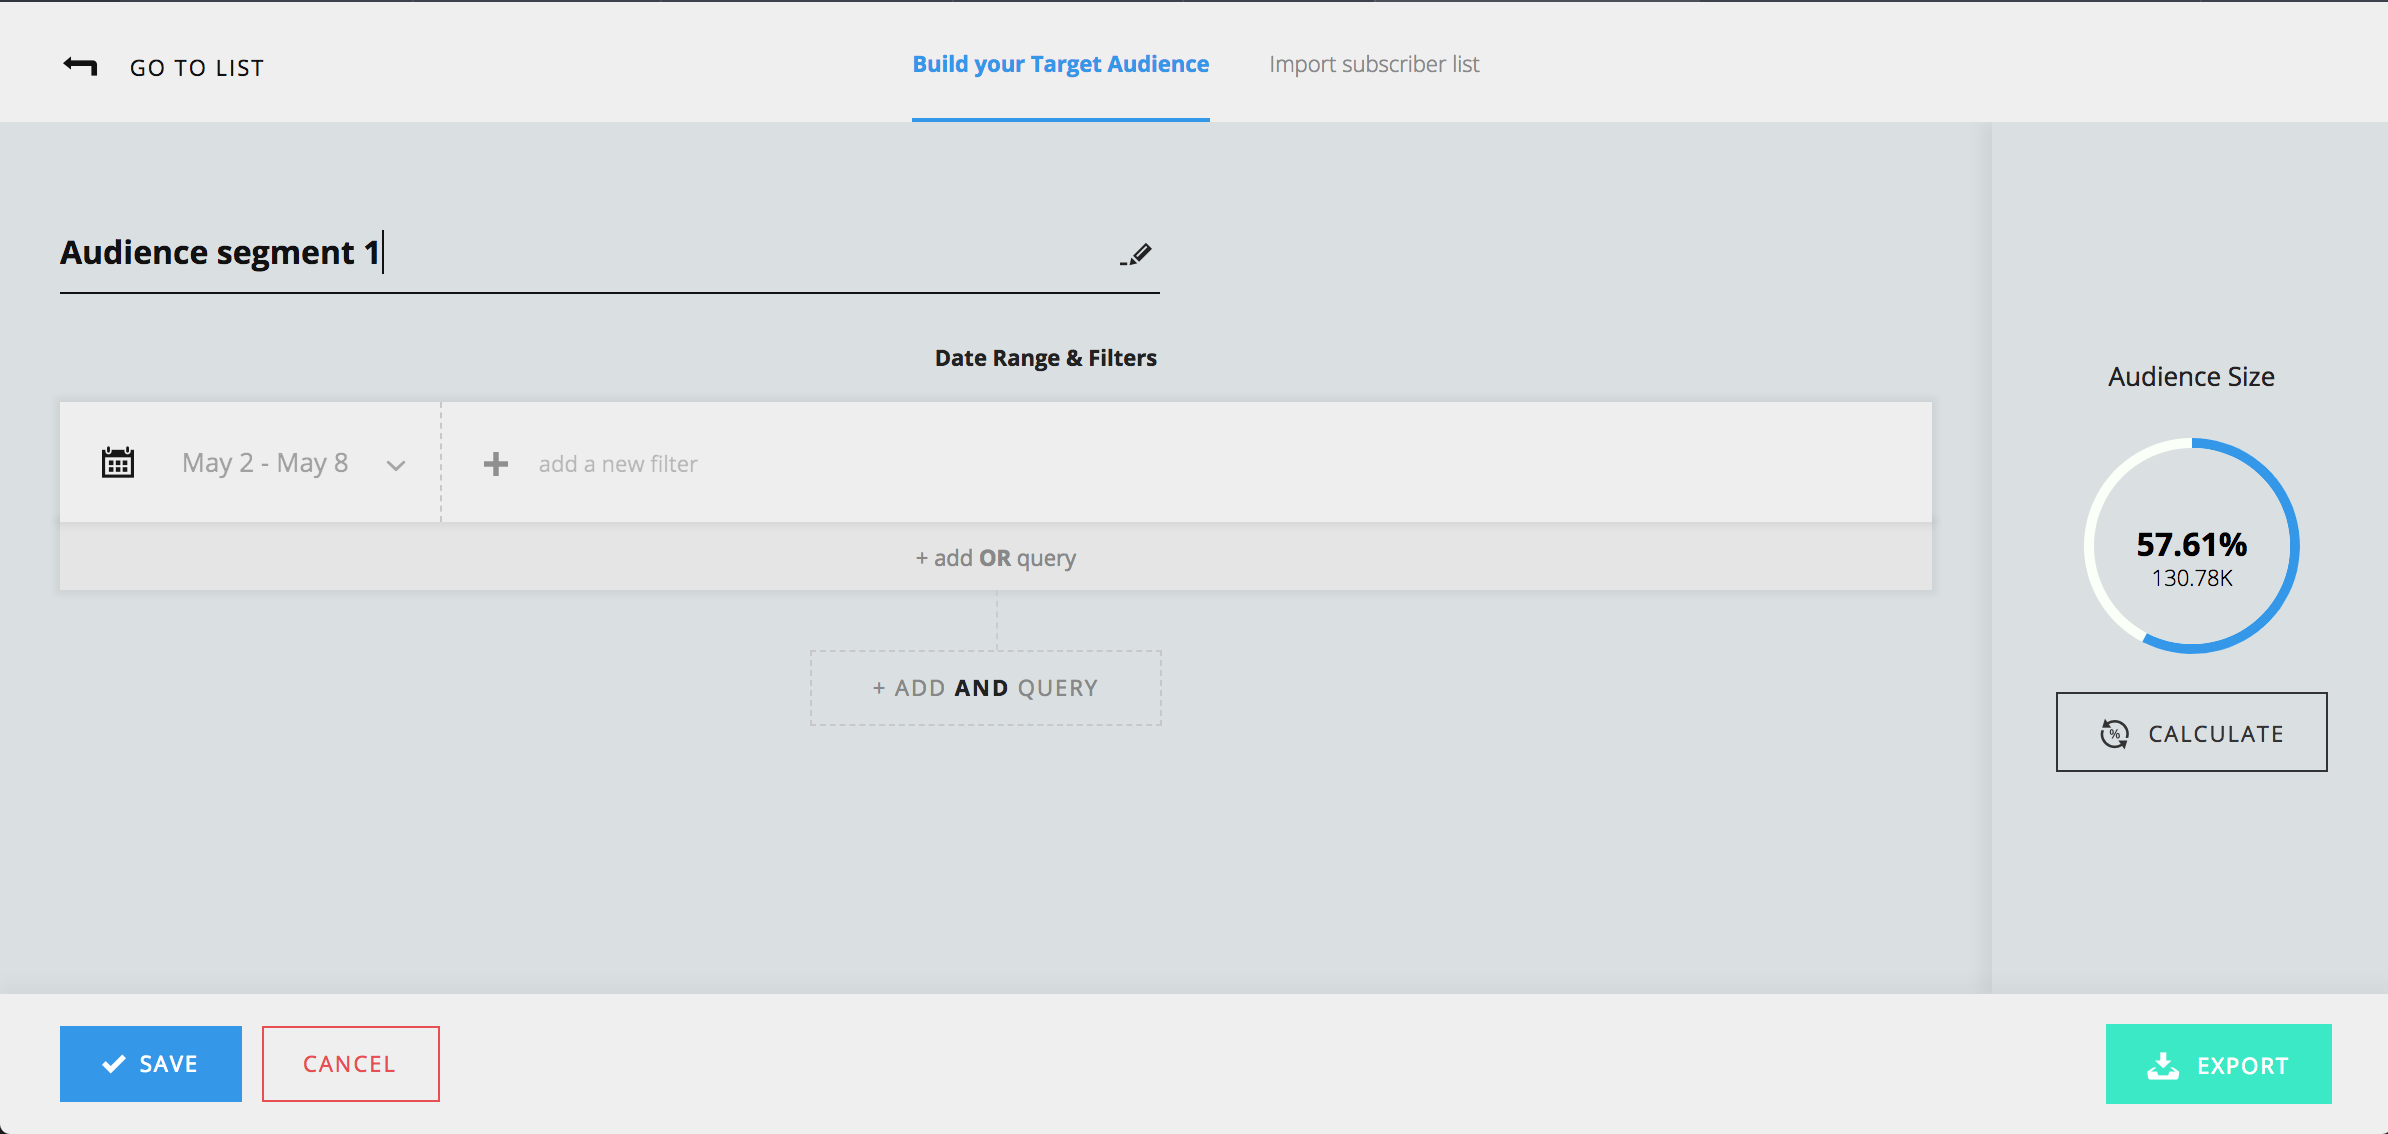 GO TO LIST
Build your Target Audience
Import subscriber list
Audience segment 1
Date Range & Filters
May 2 - May 8
add a new filter
+ add OR query
+ ADD AND QUERY
Audience Size
57.61%
130.78K
% CALCULATE
SAVE
CANCEL
EXPORT